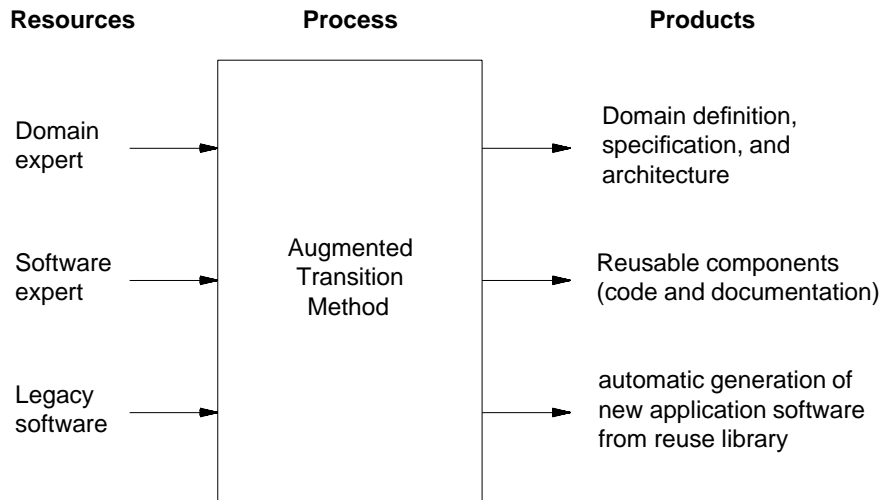 Resources
Process
Products
Domain
expert
Domain definition,
specification, and
architecture
Augmented
Transition
Method
Software
expert
Reusable components
(code and documentation)
Legacy
software
automatic generation of
new application software
from reuse library